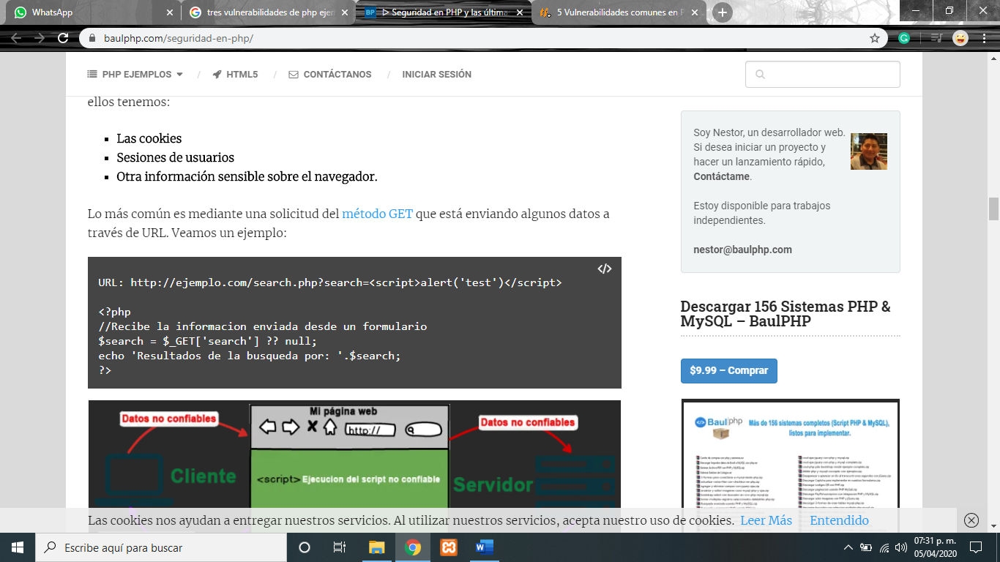 WhatsApp
tres vulnerabilidades de php ejen
▷ Seguridad en PHP y las última
5 Vulnerabilidades comunes en P
baulphp.com/seguridad-en-php/
PHP EJEMPLOS / HTML5 / CONTÁCTANOS / INICIAR SESIÓN
ellos tenemos:
Las cookies
Sesiones de usuarios
Otra información sensible sobre el navegador.
Lo más común es mediante una solicitud del método GET que está enviando algunos datos a
través de URL. Veamos un ejemplo:
</>
URL: http://ejemplo.com/search.php?search=<script>alert('test')</script>
<?php
//Recibe la informacion enviada desde un formulario
$search = $_GET['search'] ?? null;
echo 'Resultados de la busqueda por: '.$search;
?>
Mi página web
Datos no confiables
http://
Datos no confiables
Cliente
<script>Ejecucion del script no confiable
Servidor
Soy Nestor, un desarrollador web.
Si desea iniciar un proyecto y
hacer un lanzamiento rápido,
Contáctame.
Estoy disponible para trabajos
independientes.
nestor@baulphp.com
Descargar 156 Sistemas PHP &
MySQL – BaulPHP
$9.99 – Comprar
Baul php
Más de 156 sistemas completos (Script PHP & MySQL),
listos para implementar.
Las cookies nos ayudan a entregar nuestros servicios. Al utilizar nuestros servicios, acepta nuestro uso de cookies. Leer Más Entendido
Escribe aquí para buscar
07:31 p. m.
05/04/2020